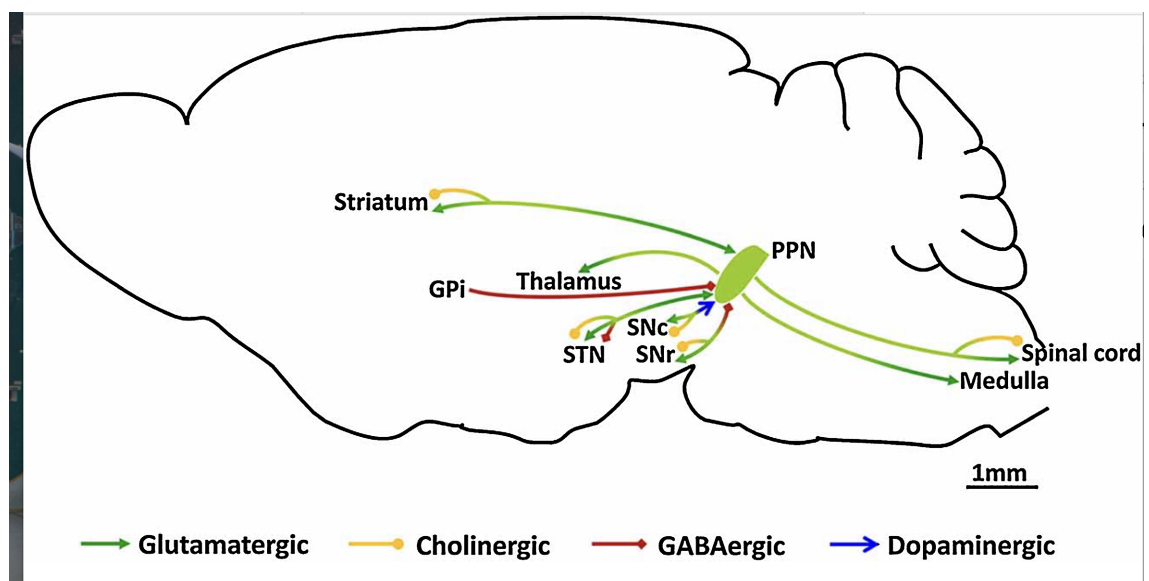 Striatum
PPN
Thalamus
GPi
SNc
STN
SNr
Spinal cord
Medulla
1mm
Glutamatergic
Cholinergic
GABAergic
Dopaminergic